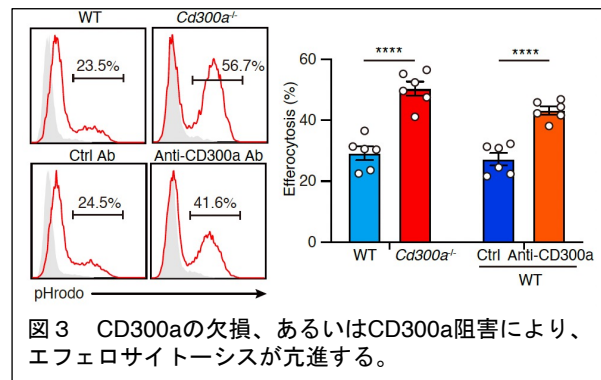 WT
Cd300a-/-
23.5%
56.7%
Ctrl Ab
Anti-CD300a Ab
24.5%
41.6%
pHrodo
Efferocytosis (%)
60
40
20
0
****
****
WT
Cd300a-/-
Ctrl
Anti-CD300a
WT
図３　CD300aの欠損、あるいはCD300a阻害により、
エフェロサイトーシスが亢進する。